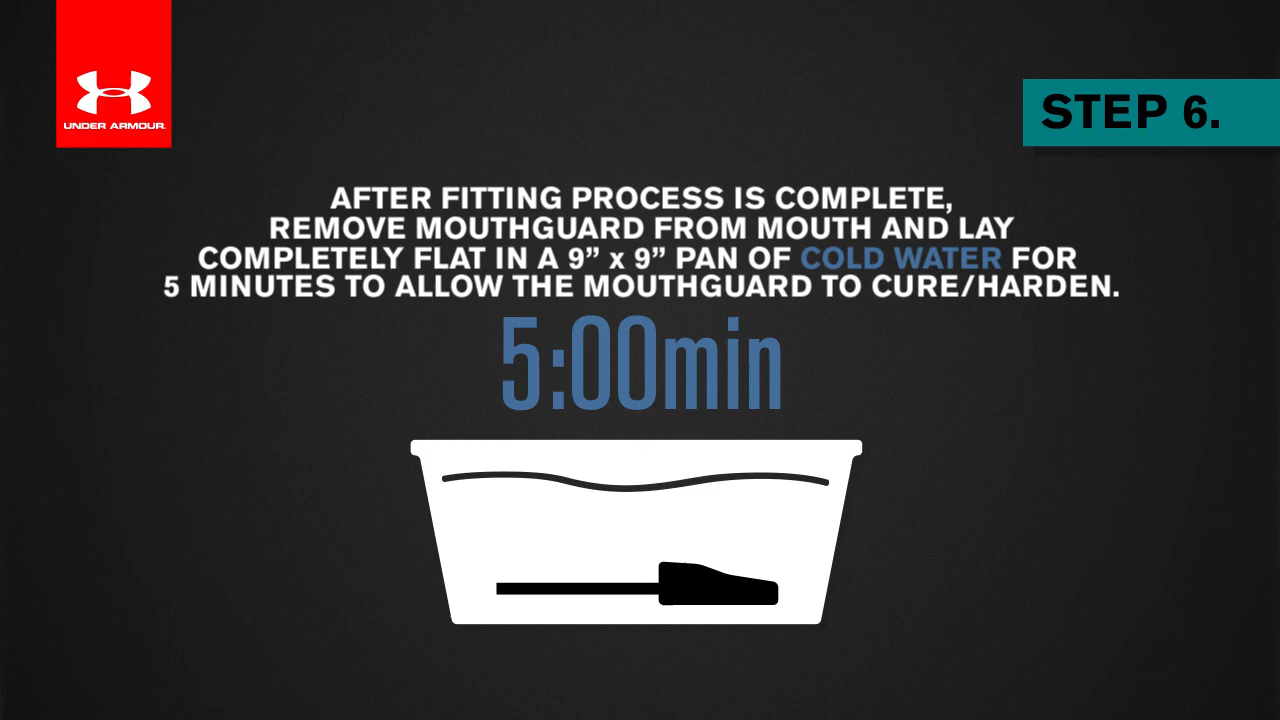 UNDER ARMOUR.
STEP 6.
AFTER FITTING PROCESS IS COMPLETE,
REMOVE MOUTHGUARD FROM MOUTH AND LAY
COMPLETELY FLAT IN A 9” x 9” PAN OF COLD WATER FOR
5 MINUTES TO ALLOW THE MOUTHGUARD TO CURE/HARDEN.
5:00min